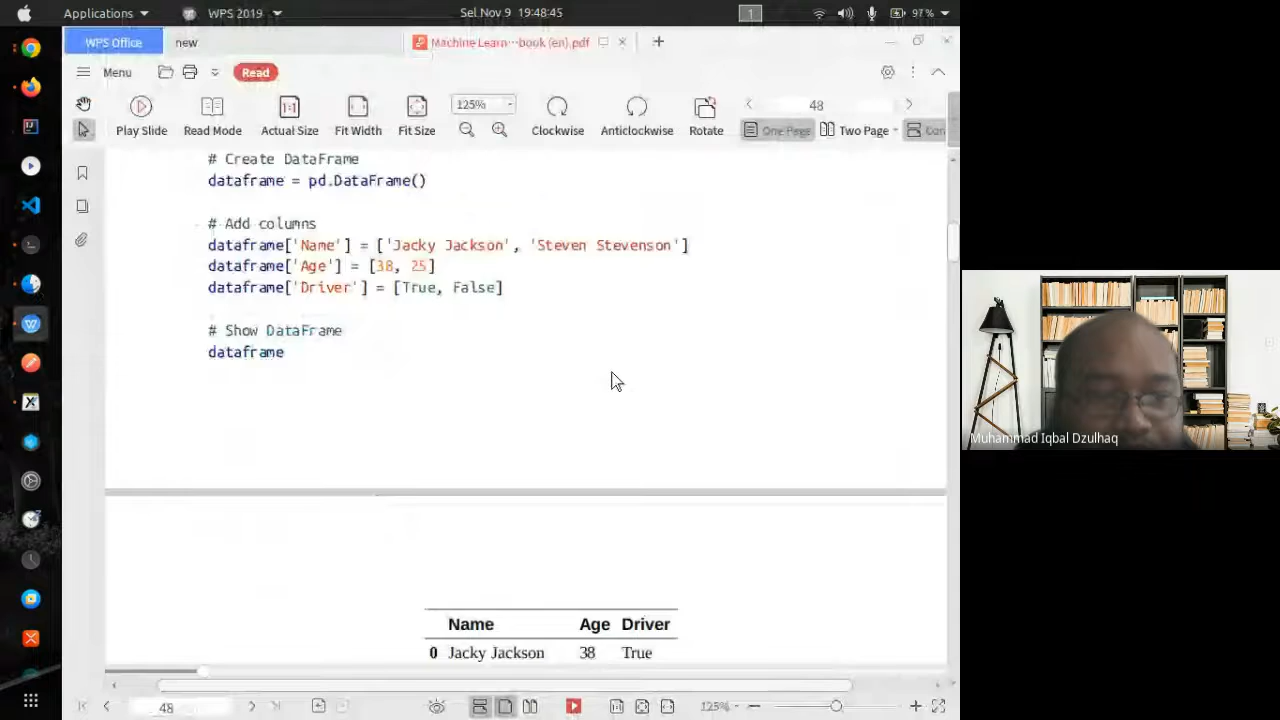 Applications
WPS 2019
Sel Nov 9 19:48:45
1
97%
WPS Office
new
Machine Learn···book (en).pdf
Menu
Read
125%
48
Play Slide
Read Mode
Actual Size
Fit Width
Fit Size
Clockwise
Anticlockwise
Rotate
One Page
Two Page
Con
# Create DataFrame
dataframe = pd.DataFrame()
# Add columns
dataframe['Name'] = ['Jacky Jackson', 'Steven Stevenson']
dataframe['Age'] = [38, 25]
dataframe['Driver'] = [True, False]
# Show DataFrame
dataframe
Name Age Driver
0 Jacky Jackson 38 True
48
125%
Muhammad Iqbal Dzulhaq